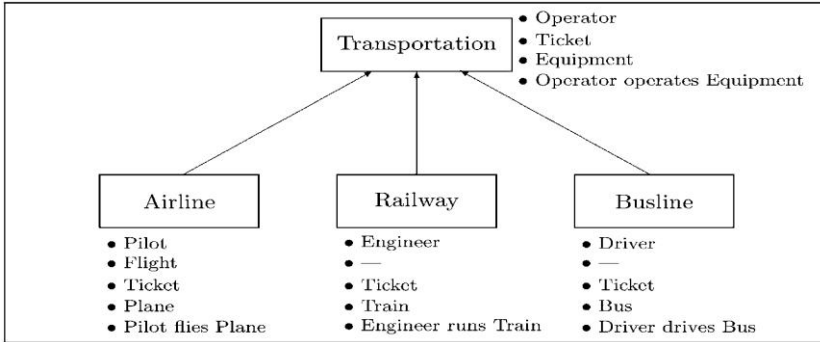 Transportation
• Operator
• Ticket
• Equipment
• Operator operates Equipment
Airline
• Pilot
• Flight
• Ticket
• Plane
• Pilot flies Plane
Railway
• Engineer
• —
• Ticket
• Train
• Engineer runs Train
Busline
• Driver
• —
• Ticket
• Bus
• Driver drives Bus